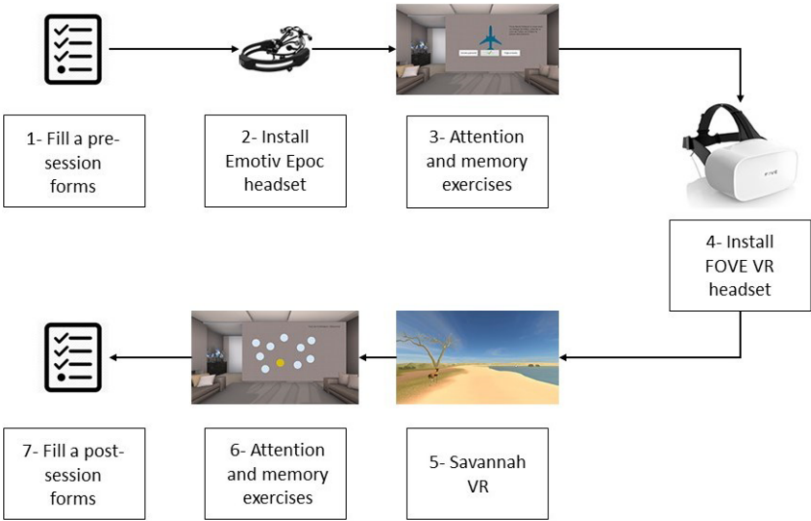 1- Fill a pre-
session
forms
2- Install
Emotiv Epoc
headset
3- Attention
and memory
exercises
FOVE
4- Install
FOVE VR
headset
5- Savannah
VR
6- Attention
and memory
exercises
7- Fill a post-
session
forms